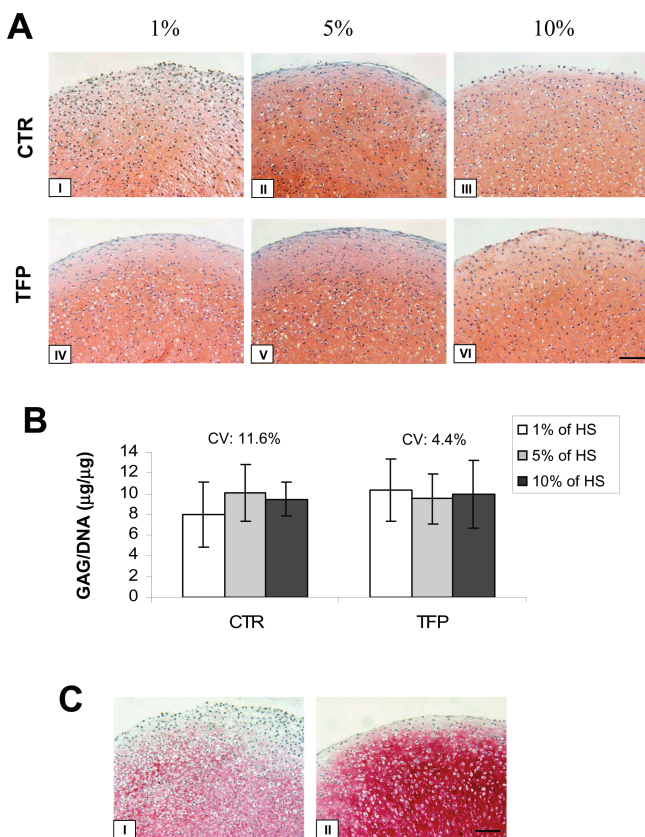 A
1% 5% 10%
CTR
I II III
TFP
IV V VI
B
CV: 11.6% CV: 4.4%
1% of HS
5% of HS
10% of HS
GAG/DNA (µg/µg)
14
12
10
8
6
4
2
0
CTR TFP
C
I II